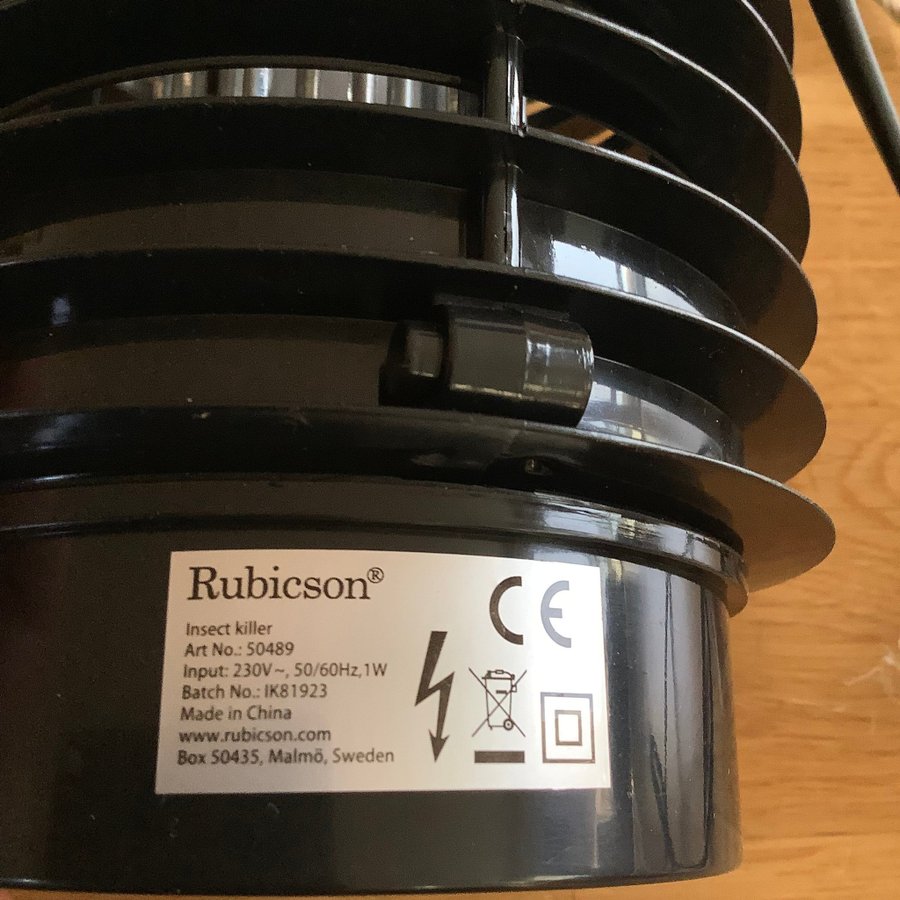 Rubicson®
Insect killer
Art No.: 50489
Input: 230V~, 50/60Hz,1W
Batch No.: IK81923
Made in China
www.rubicson.com
Box 50435, Malmö, Sweden
CE